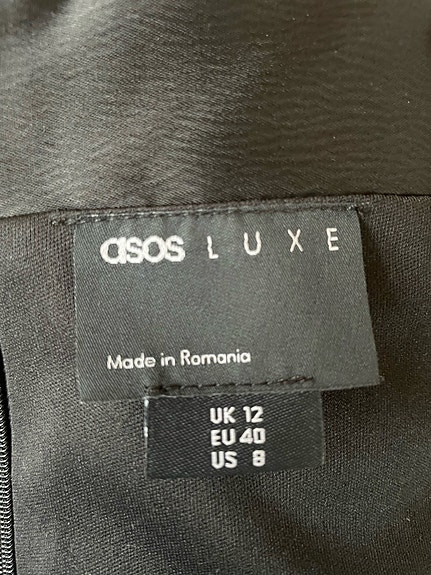 asos LUXE
Made in Romania
UK 12
EU 40
US 8